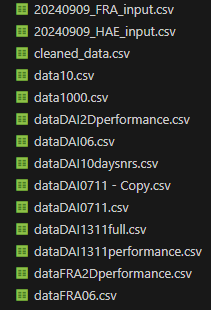 20240909_FRA_input.csv
20240909_HAE_input.csv
cleaned_data.csv
data10.csv
data1000.csv
dataDAI2Dperformance.csv
dataDAI06.csv
dataDAI10daysnrs.csv
dataDAI0711 - Copy.csv
dataDAI0711.csv
dataDAI1311full.csv
dataDAI1311performance.csv
dataFRA2Dperformance.csv
dataFRA06.csv